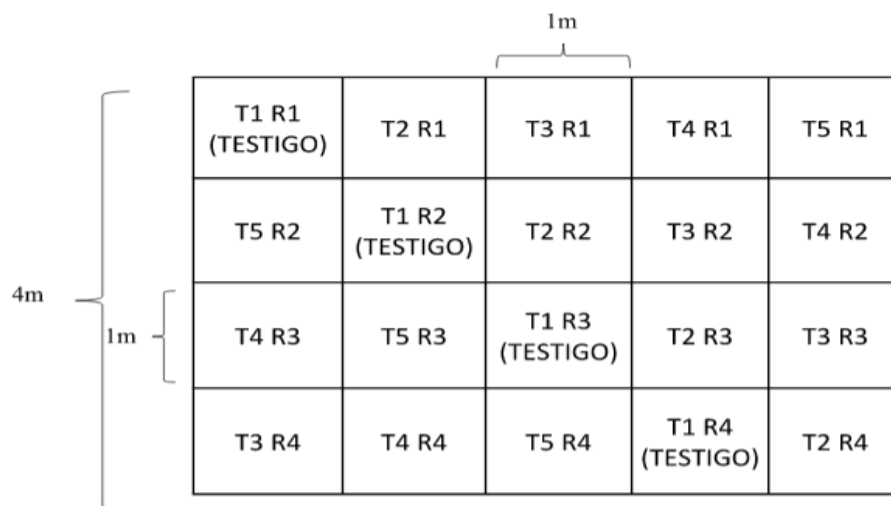 1m
T1 R1
(TESTIGO)
T2 R1
T3 R1
T4 R1
T5 R1
T5 R2
T1 R2
(TESTIGO)
T2 R2
T3 R2
T4 R2
4m
1m
T4 R3
T5 R3
T1 R3
(TESTIGO)
T2 R3
T3 R3
T3 R4
T4 R4
T5 R4
T1 R4
(TESTIGO)
T2 R4